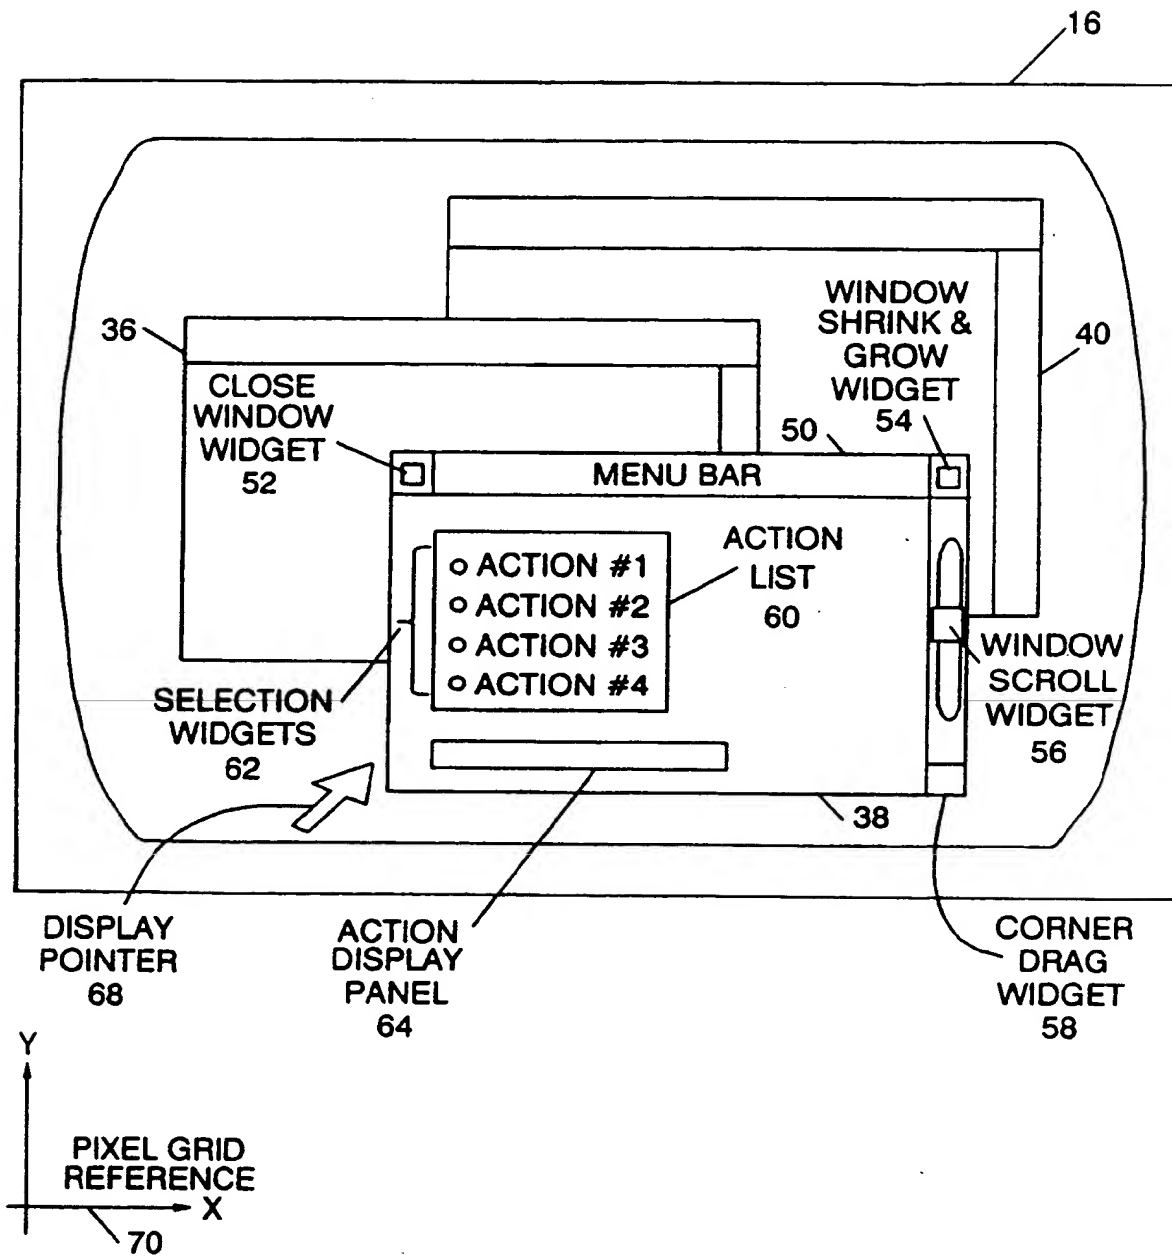 16
WINDOW
SHRINK &
GROW
WIDGET
54
36
40
CLOSE
WINDOW
WIDGET
52
50
MENU BAR
ACTION #1
ACTION #2
ACTION #3
ACTION #4
ACTION
LIST
60
WINDOW
SCROLL
WIDGET
56
SELECTION
WIDGETS
62
38
DISPLAY
POINTER
68
ACTION
DISPLAY
PANEL
64
CORNER
DRAG
WIDGET
58
Y
PIXEL GRID
REFERENCE
X
70